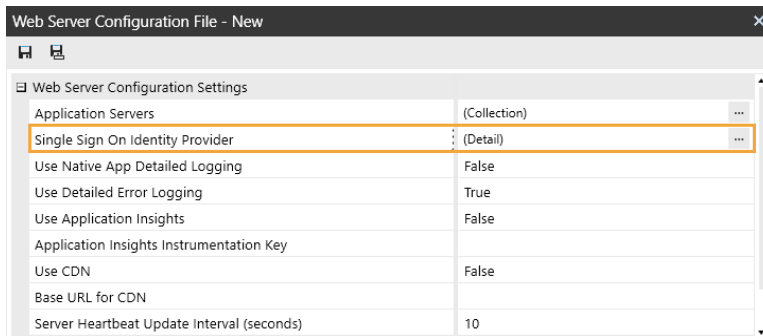 Web Server Configuration File - New
Web Server Configuration Settings
Application Servers (Collection) ...
Single Sign On Identity Provider (Detail) ...
Use Native App Detailed Logging False
Use Detailed Error Logging True
Use Application Insights False
Application Insights Instrumentation Key
Use CDN False
Base URL for CDN
Server Heartbeat Update Interval (seconds) 10